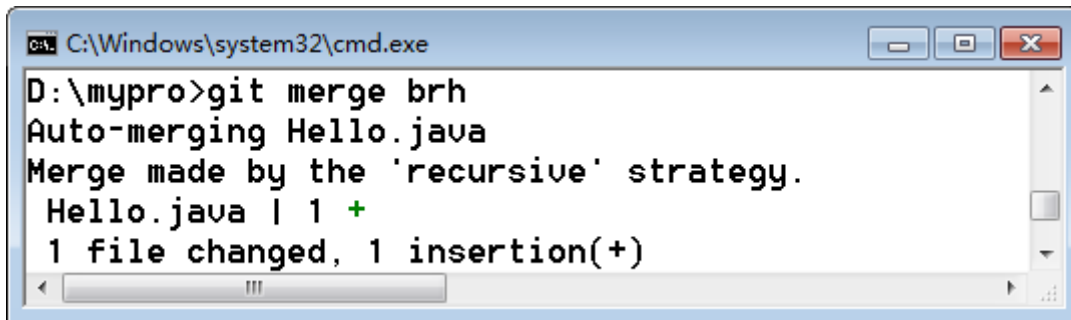 C:\Windows\system32\cmd.exe
D:\mypro>git merge brh
Auto-merging Hello.java
Merge made by the 'recursive' strategy.
 Hello.java | 1 +
 1 file changed, 1 insertion(+)